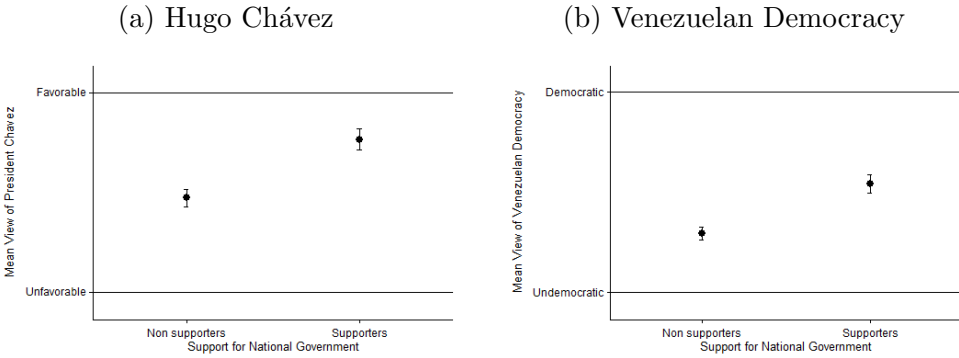 (a) Hugo Chávez
Favorable
Mean View of President Chavez
Unfavorable
Non supporters
Supporters
Support for National Government
(b) Venezuelan Democracy
Democratic
Mean View of Venezuelan Democracy
Undemocratic
Non supporters
Supporters
Support for National Government